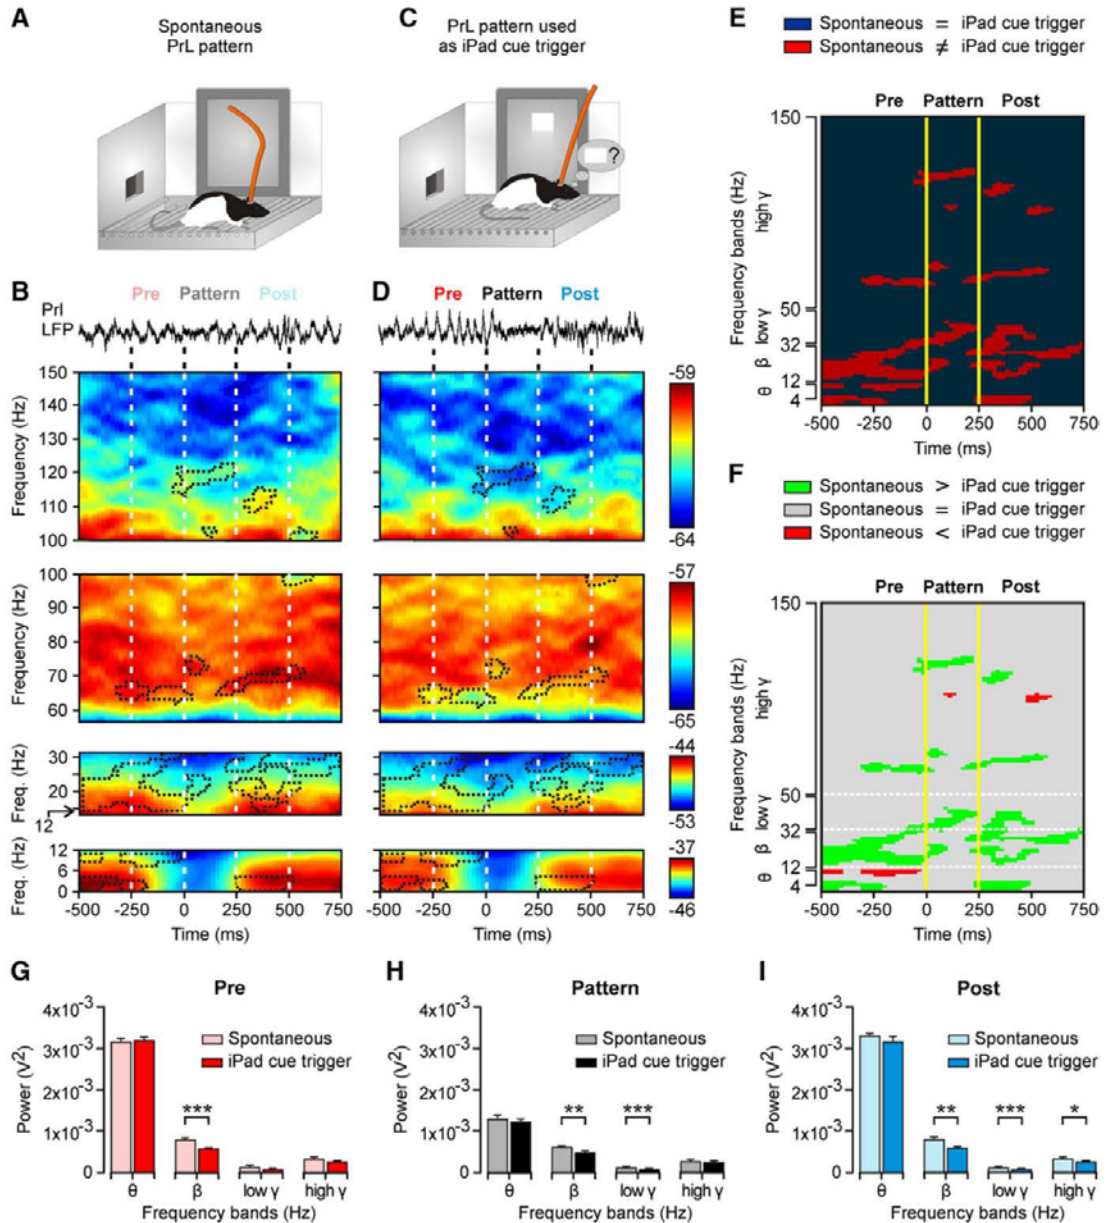 A
Spontaneous
PrL pattern
C
PrL pattern used
as iPad cue trigger
?
B
Pre Pattern Post
Prl
LFP
150
140
130
120
110
100
Frequency (Hz)
100
90
80
70
60
Frequency (Hz)
30
20
12
Freq. (Hz)
12
6
0
Freq. (Hz)
-500 -250 0 250 500 750
Time (ms)
D
Pre Pattern Post
-59
-64
-57
-65
-44
-53
-37
-46
-500 -250 0 250 500 750
Time (ms)
E
Spontaneous = iPad cue trigger
Spontaneous ≠ iPad cue trigger
Pre Pattern Post
150
50
32
12
4
Frequency bands (Hz)
high γ
low γ
β
θ
-500 -250 0 250 500 750
Time (ms)
F
Spontaneous > iPad cue trigger
Spontaneous = iPad cue trigger
Spontaneous < iPad cue trigger
Pre Pattern Post
150
50
32
12
4
Frequency bands (Hz)
high γ
low γ
β
θ
-500 -250 0 250 500 750
Time (ms)
G
Pre
4x10⁻³
3x10⁻³
2x10⁻³
1x10⁻³
0
Power (V²)
Spontaneous
iPad cue trigger
***
θ β low γ high γ
Frequency bands (Hz)
H
Pattern
4x10⁻³
3x10⁻³
2x10⁻³
1x10⁻³
0
Power (V²)
Spontaneous
iPad cue trigger
** ***
θ β low γ high γ
Frequency bands (Hz)
I
Post
4x10⁻³
3x10⁻³
2x10⁻³
1x10⁻³
0
Power (V²)
Spontaneous
iPad cue trigger
** *** *
θ β low γ high γ
Frequency bands (Hz)